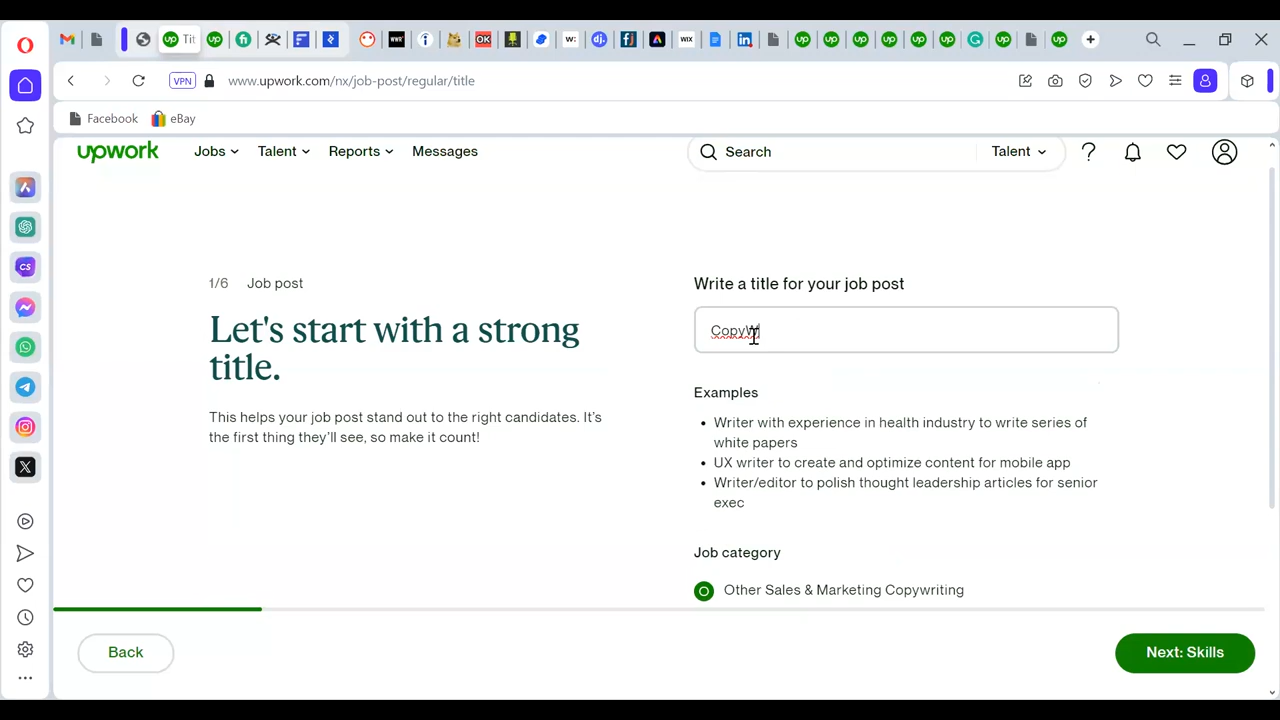 Tit
VPN
www.upwork.com/nx/job-post/regular/title
Facebook
eBay
upwork
Jobs
Talent
Reports
Messages
Search
Talent
1/6 Job post
Let's start with a strong
title.
This helps your job post stand out to the right candidates. It's
the first thing they'll see, so make it count!
Write a title for your job post
CopyW
Examples
Writer with experience in health industry to write series of
white papers
UX writer to create and optimize content for mobile app
Writer/editor to polish thought leadership articles for senior
exec
Job category
Other Sales & Marketing Copywriting
Back
Next: Skills